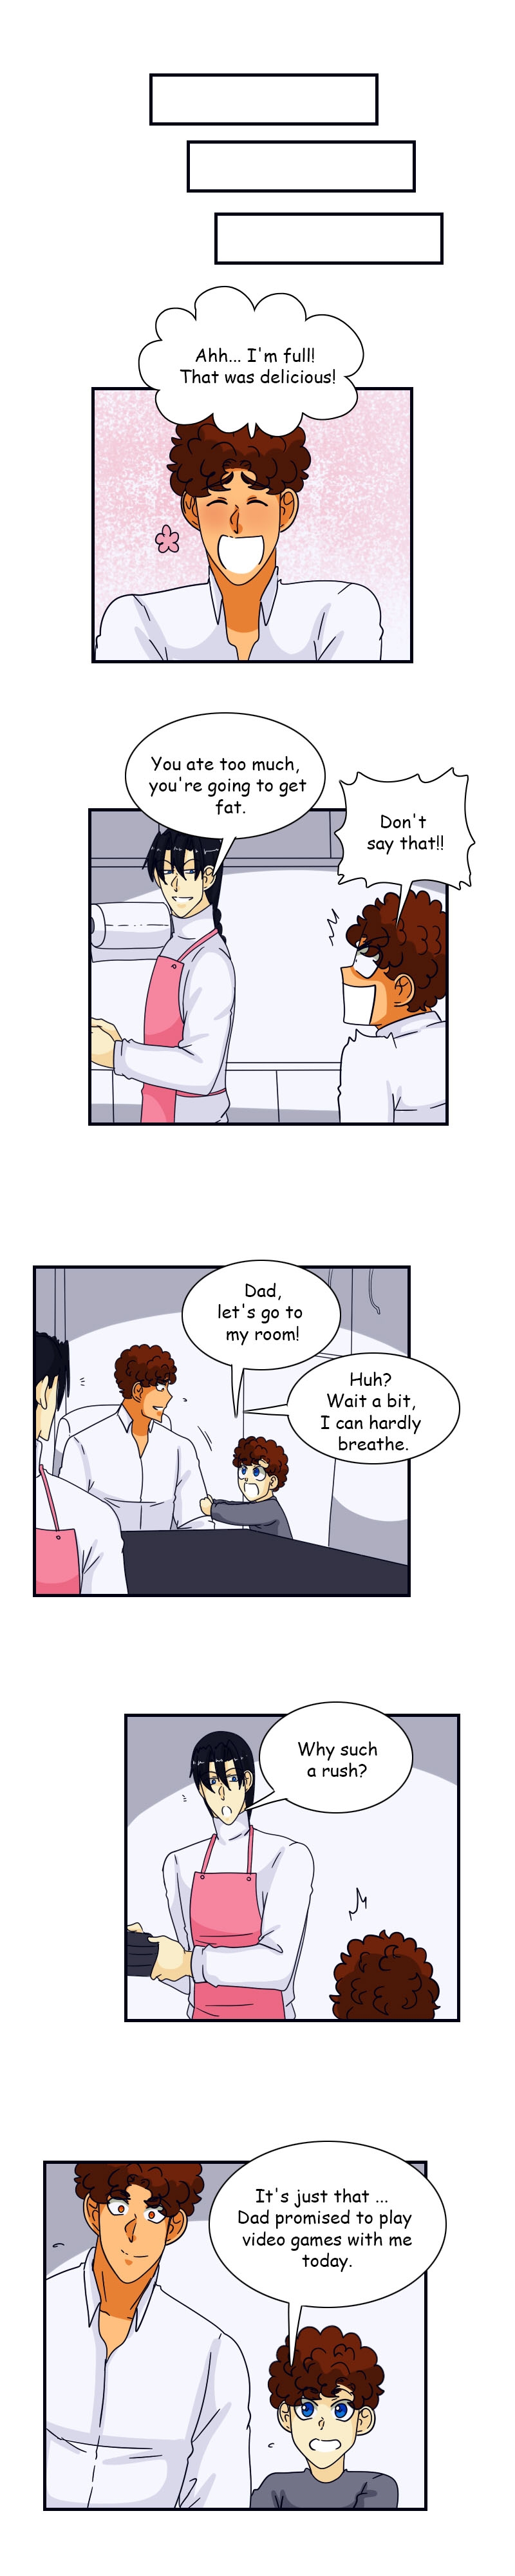 Ahh... I'm full!
That was delicious!
You ate too much,
you're going to get
fat.
Don't
say that!!
Dad,
let's go to
my room!
Huh?
Wait a bit,
I can hardly
breathe.
Why such
a rush?
It's just that ...
Dad promised to play
video games with me
today.